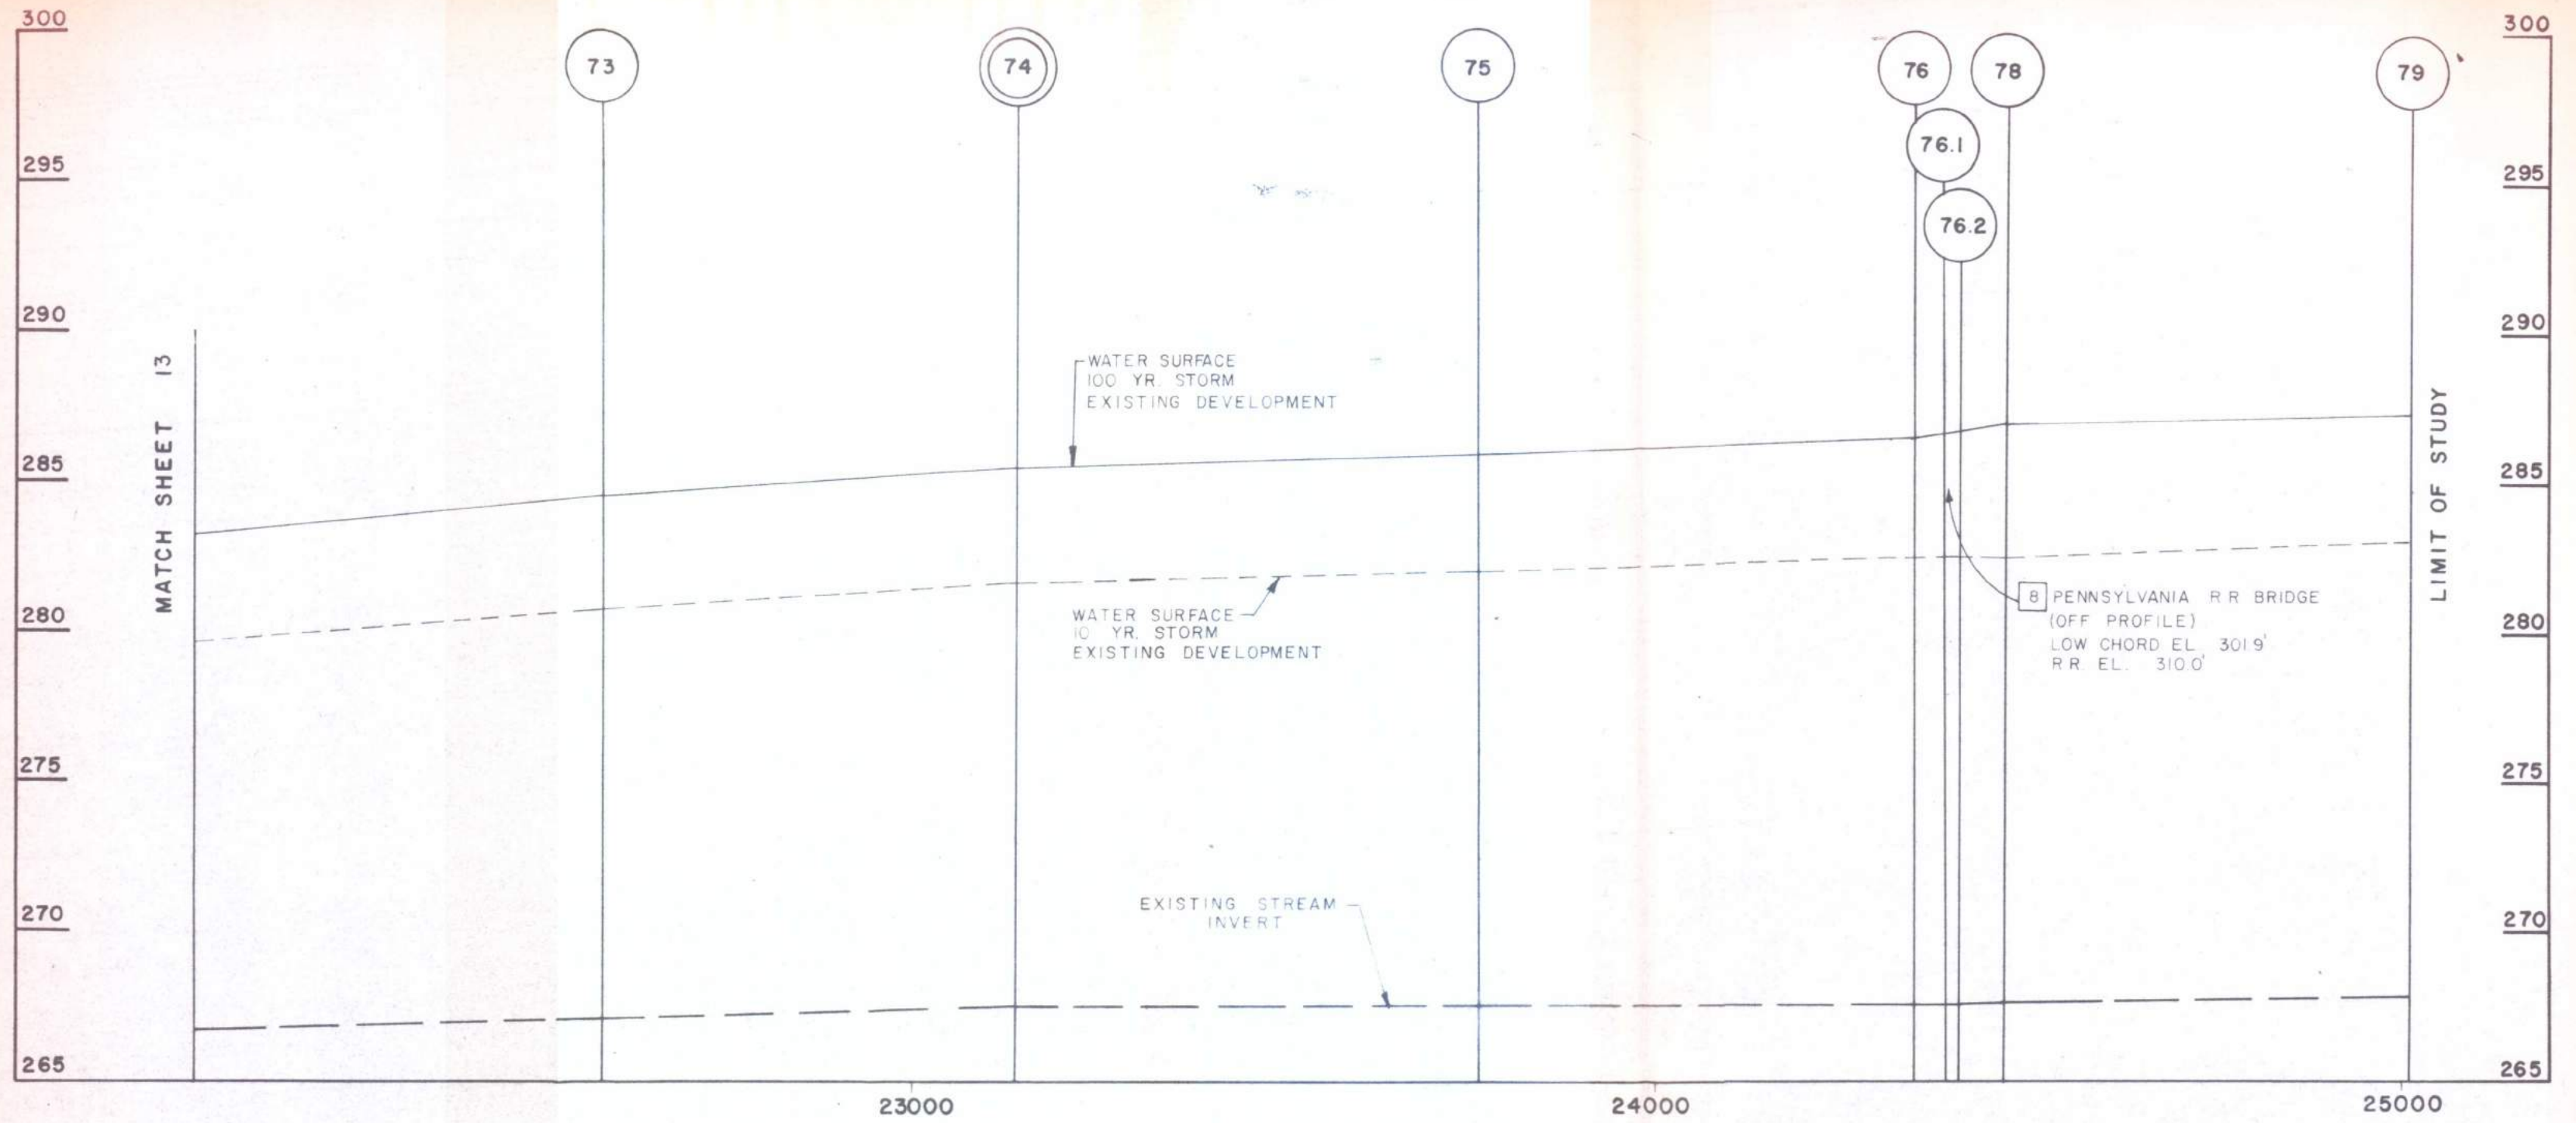 300
295
290
285
280
275
270
265
MATCH SHEET 13
73
74
75
76
76.1
76.2
78
79
WATER SURFACE
100 YR. STORM
EXISTING DEVELOPMENT
WATER SURFACE
10 YR. STORM
EXISTING DEVELOPMENT
EXISTING STREAM
INVERT
8 PENNSYLVANIA R R BRIDGE
(OFF PROFILE)
LOW CHORD EL. 301.9'
R R. EL. 310.0'
LIMIT OF STUDY
300
295
290
285
280
275
270
265
23000
24000
25000